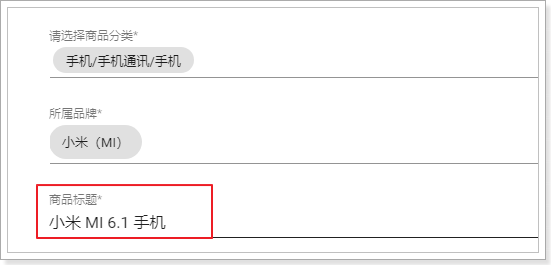 请选择商品分类*
手机/手机通讯/手机
所属品牌*
小米（MI）
商品标题*
小米 MI 6.1 手机